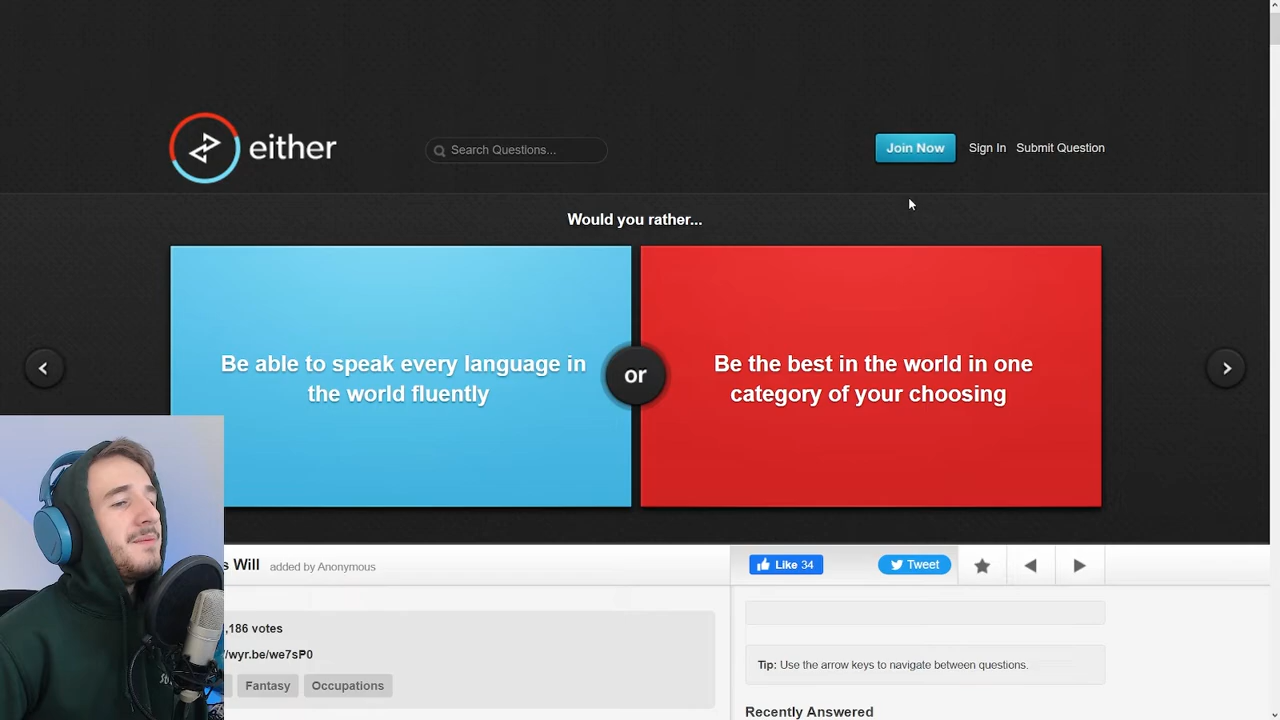 either
Search Questions...
Join Now
Sign In
Submit Question
Would you rather...
Be able to speak every language in
the world fluently
or
Be the best in the world in one
category of your choosing
Will
added by Anonymous
Like 34
Tweet
,186 votes
/wyr.be/we7sP0
Fantasy
Occupations
Tip: Use the arrow keys to navigate between questions.
Recently Answered